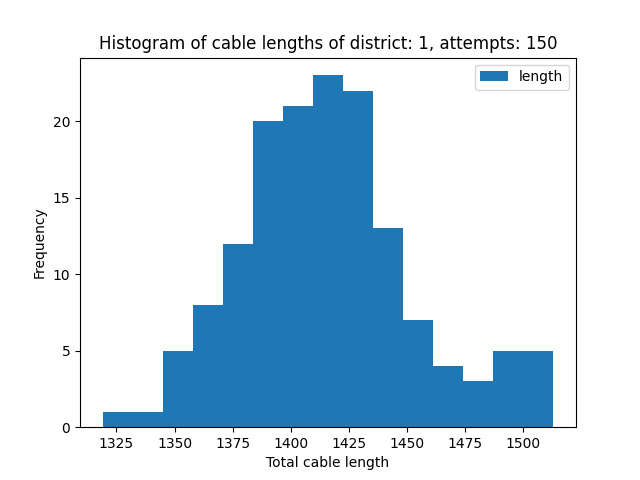 Histogram of cable lengths of district: 1, attempts: 150
length
20
15
10
5
0
Frequency
1325 1350 1375 1400 1425 1450 1475 1500
Total cable length